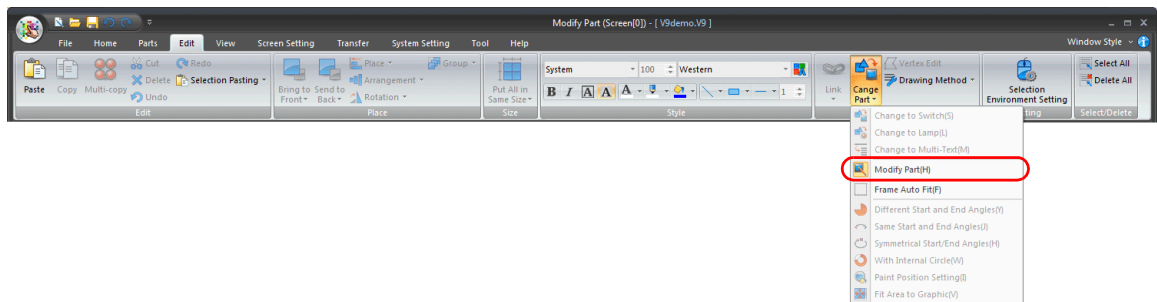 Modify Part (Screen[0]) - [ V9demo.V9 ]
File Home Parts Edit View Screen Setting Transfer System Setting Tool Help Window Style
Cut Redo Place Group System 100 Western Vertex Edit Select All
Delete Selection Pasting Arrangement Drawing Method Delete All
Paste Copy Multi-copy Undo Bring to Front Send to Back Rotation Put All in Same Size B I A A A 1 Link Cange Part Selection Environment Setting
Edit Place Size Style ting Select/Delete
Change to Switch(S)
Change to Lamp(L)
Change to Multi-Text(M)
Modify Part(H)
Frame Auto Fit(F)
Different Start and End Angles(Y)
Same Start and End Angles(J)
Symmetrical Start/End Angles(H)
With Internal Circle(W)
Paint Position Setting(I)
Fit Area to Graphic(V)